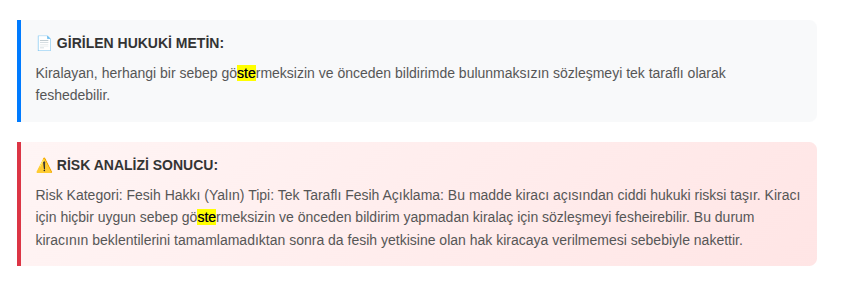 📄 GİRİLEN HUKUKİ METİN:
Kiralayan, herhangi bir sebep göstermeksizin ve önceden bildirimde bulunmaksızın sözleşmeyi tek taraflı olarak
feshedebilir.
⚠️ RİSK ANALİZİ SONUCU:
Risk Kategori: Fesih Hakkı (Yalın) Tipi: Tek Taraflı Fesih Açıklama: Bu madde kiracı açısından ciddi hukuki risksi taşır. Kiracı
için hiçbir uygun sebep göstermeksizin ve önceden bildirim yapmadan kiralaç için sözleşmeyi fesheirebilir. Bu durum
kiracının beklentilerini tamamlamadıktan sonra da fesih yetkisine olan hak kiracaya verilmemesi sebebiyle nakettir.